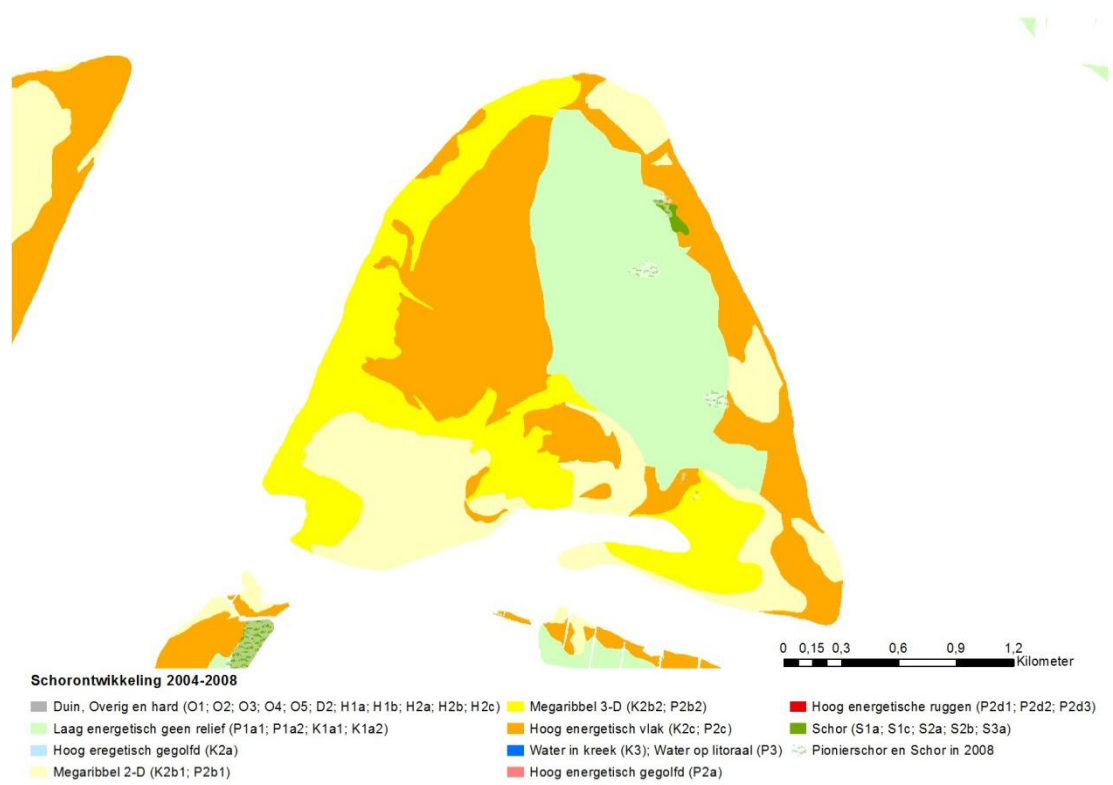 0 0,15 0,3 0,6 0,9 1,2
Kilometer
Schorontwikkeling 2004-2008
Duin, Overig en hard (O1; O2; O3; O4; O5; D2; H1a; H1b; H2a; H2b; H2c)
Laag energetisch geen relief (P1a1; P1a2; K1a1; K1a2)
Hoog eregetisch gegolfd (K2a)
Megaribbel 2-D (K2b1; P2b1)
Megaribbel 3-D (K2b2; P2b2)
Hoog energetisch vlak (K2c; P2c)
Water in kreek (K3); Water op litoraal (P3)
Hoog energetisch gegolfd (P2a)
Hoog energetische ruggen (P2d1; P2d2; P2d3)
Schor (S1a; S1c; S2a; S2b; S3a)
Pionierschor en Schor in 2008